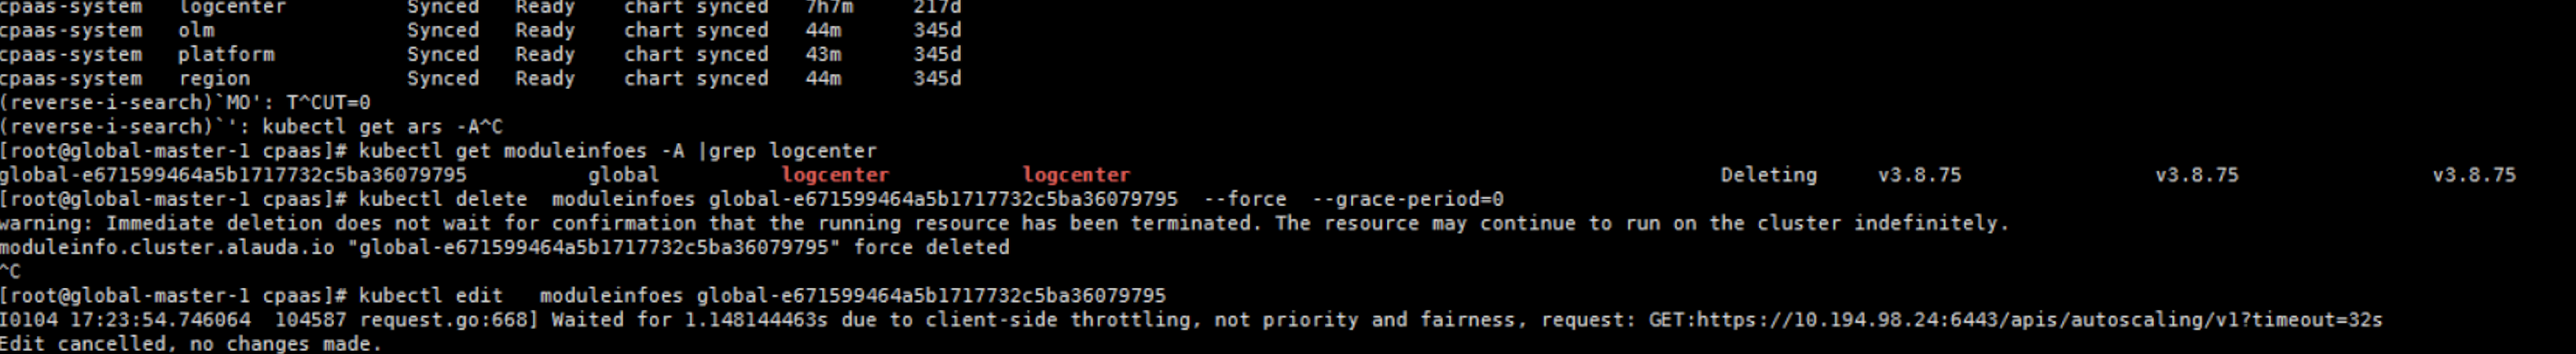 cpaas-system   logcenter          Synced   Ready    chart synced   7h7m     217d
cpaas-system   olm                Synced   Ready    chart synced   44m      345d
cpaas-system   platform           Synced   Ready    chart synced   43m      345d
cpaas-system   region             Synced   Ready    chart synced   44m      345d
(reverse-i-search)`MO': T^CUT=0
(reverse-i-search)`': kubectl get ars -A^C
[root@global-master-1 cpaas]# kubectl get moduleinfoes -A |grep logcenter
global-e671599464a5b1717732c5ba36079795          global          logcenter           logcenter                                                 Deleting     v3.8.75                v3.8.75                v3.8.75
[root@global-master-1 cpaas]# kubectl delete  moduleinfoes global-e671599464a5b1717732c5ba36079795  --force  --grace-period=0
warning: Immediate deletion does not wait for confirmation that the running resource has been terminated. The resource may continue to run on the cluster indefinitely.
moduleinfo.cluster.alauda.io "global-e671599464a5b1717732c5ba36079795" force deleted
^C
[root@global-master-1 cpaas]# kubectl edit   moduleinfoes global-e671599464a5b1717732c5ba36079795
I0104 17:23:54.746064  104587 request.go:668] Waited for 1.148144463s due to client-side throttling, not priority and fairness, request: GET:https://10.194.98.24:6443/apis/autoscaling/v1?timeout=32s
Edit cancelled, no changes made.